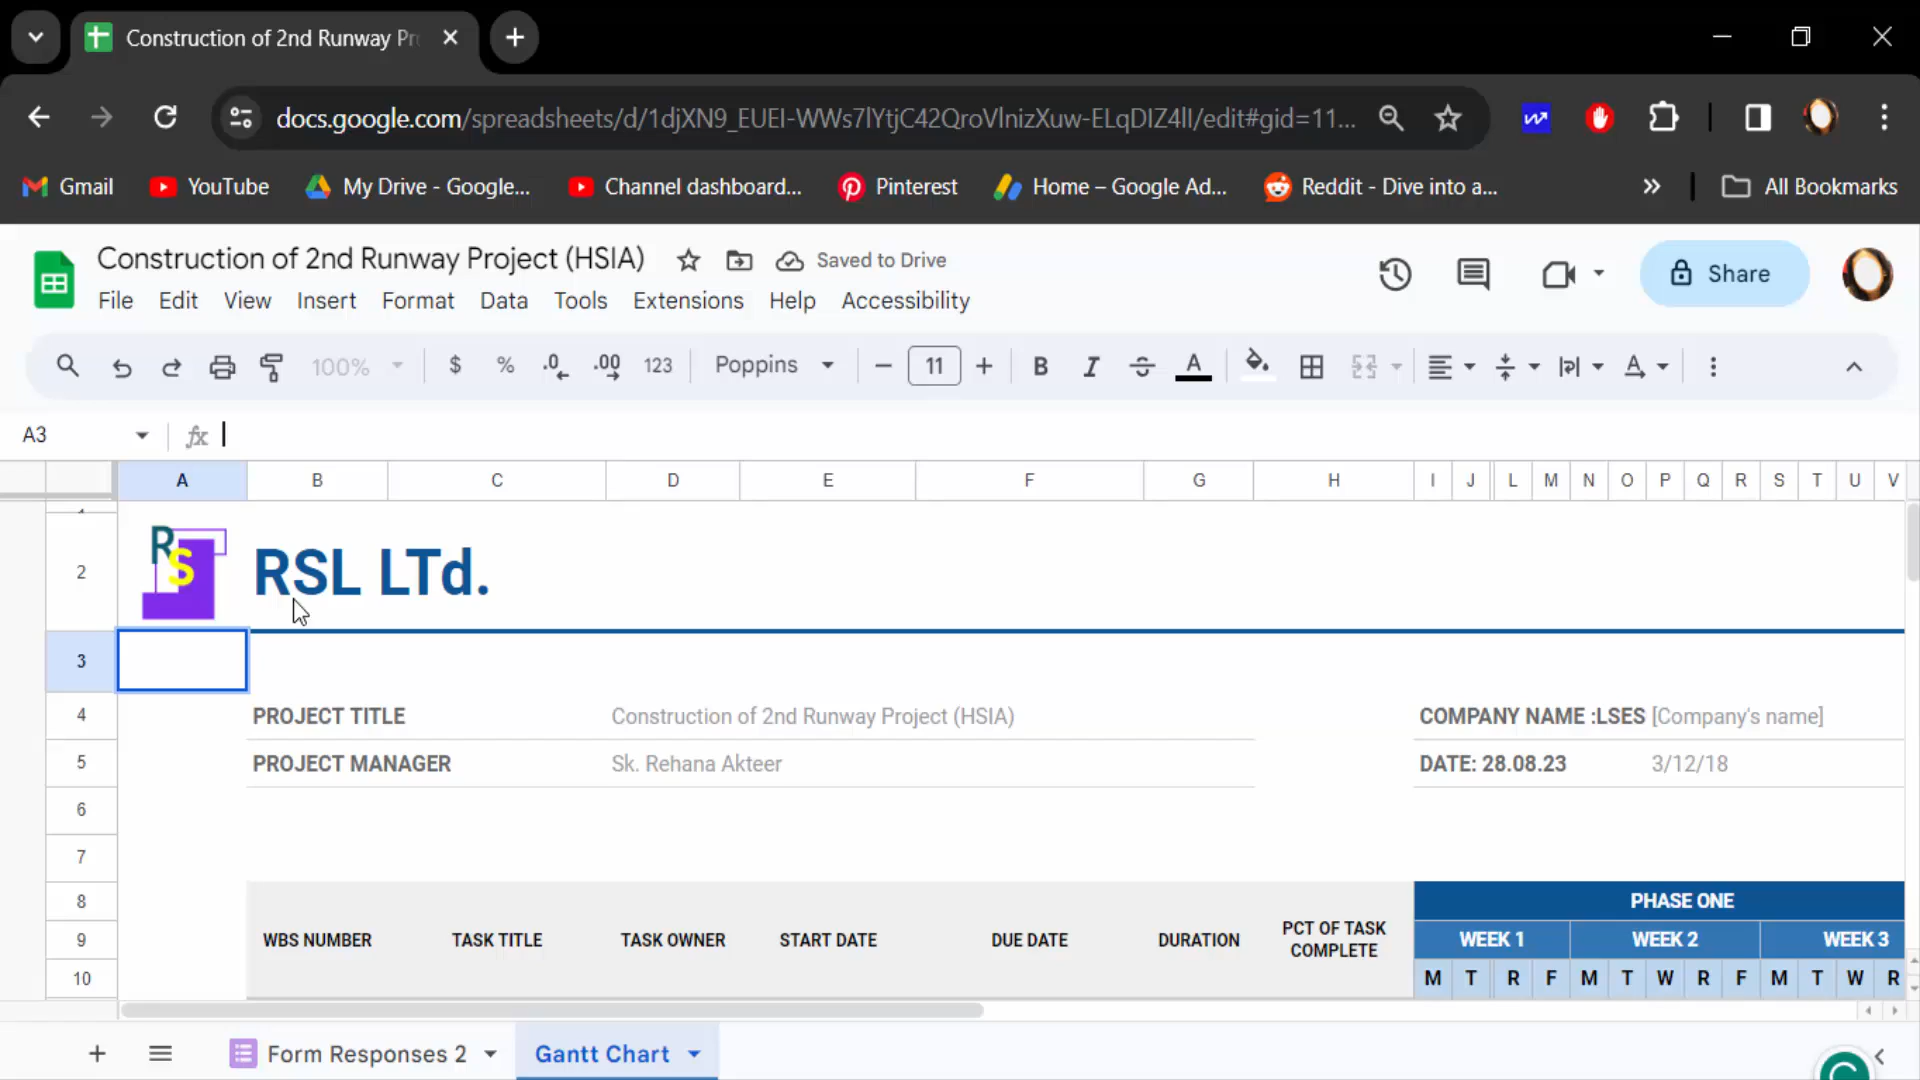 Construction of 2nd Runway Pr
docs.google.com/spreadsheets/d/1djXN9_EUEI-WWs7lYtjC42QroVlnizXuw-ELqDIZ4lI/edit#gid=11...
Gmail YouTube My Drive - Google... Channel dashboard... Pinterest Home – Google Ad... Reddit - Dive into a... » All Bookmarks
Construction of 2nd Runway Project (HSIA) Saved to Drive
Share
File Edit View Insert Format Data Tools Extensions Help Accessibility
100% $ % .0 .00 123 Poppins 11 B I A A
A3 fx
A B C D E F G H I J L M N O P Q R S T U V
2 RS RSL LTd.
3
4 PROJECT TITLE Construction of 2nd Runway Project (HSIA) COMPANY NAME :LSES [Company's name]
5 PROJECT MANAGER Sk. Rehana Akteer DATE: 28.08.23 3/12/18
6
7
8 PHASE ONE
9 WBS NUMBER TASK TITLE TASK OWNER START DATE DUE DATE DURATION PCT OF TASK COMPLETE WEEK 1 WEEK 2 WEEK 3
10 M T R F M T W R F M T W R
Form Responses 2 Gantt Chart